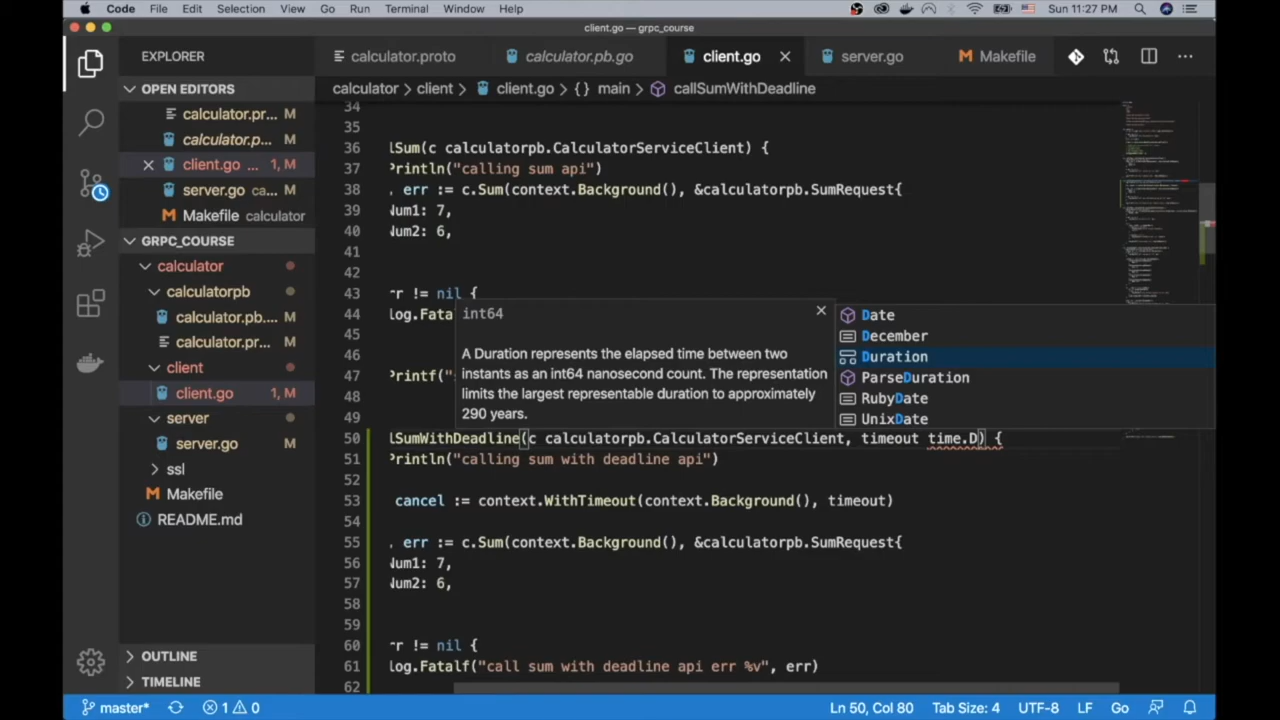 Code File Edit Selection View Go Run Terminal Window Help Sun 11:27 PM
client.go — grpc_course
EXPLORER
calculator.proto calculator.pb.go client.go server.go Makefile
OPEN EDITORS
calculator > client > client.go > {} main > callSumWithDeadline
calculator.pr... M
calculator.p... M
client.go ... 1, M
server.go ca... M
Makefile calculator
GRPC_COURSE
calculator
calculatorpb
calculator.pb....
calculator.pr... M
client
client.go 1, M
server
server.go M
ssl
Makefile
README.md
OUTLINE
TIMELINE
34
35
36 lSum(c calculatorpb.CalculatorServiceClient) {
37 Println("calling sum api")
38 , err := c.Sum(context.Background(), &calculatorpb.SumRequest{
39 Num1: 7,
40 Num2: 6,
41
42
43 rr != nil {
44 log.Fatal
45
46
47 Printf("
48
49
50 lSumWithDeadline(c calculatorpb.CalculatorServiceClient, timeout time.D) {
51 Println("calling sum with deadline api")
52
53 cancel := context.WithTimeout(context.Background(), timeout)
54
55 , err := c.Sum(context.Background(), &calculatorpb.SumRequest{
56 Num1: 7,
57 Num2: 6,
58
59
60 rr != nil {
61 log.Fatalf("call sum with deadline api err %v", err)
62
int64
A Duration represents the elapsed time between two
instants as an int64 nanosecond count. The representation
limits the largest representable duration to approximately
290 years.
Date
December
Duration
ParseDuration
RubyDate
UnixDate
master* 1 0 Ln 50, Col 80 Tab Size: 4 UTF-8 LF Go